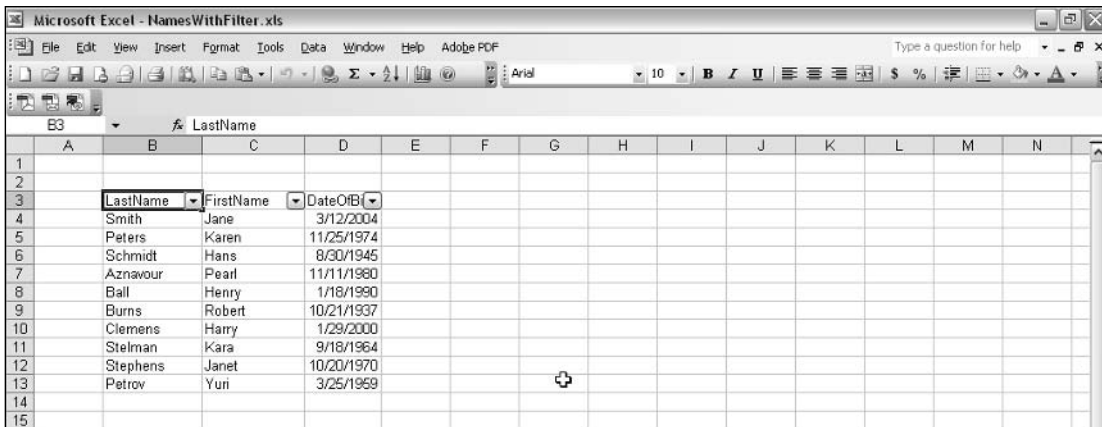 Microsoft Excel - NamesWithFilter.xls
File Edit View Insert Format Tools Data Window Help Adobe PDF Type a question for help
Arial 10 B I U $ % A
B3 fx LastName
A B C D E F G H I J K L M N
1
2
3 LastName FirstName DateOfBi
4 Smith Jane 3/12/2004
5 Peters Karen 11/25/1974
6 Schmidt Hans 8/30/1945
7 Aznavour Pearl 11/11/1980
8 Ball Henry 1/18/1990
9 Burns Robert 10/21/1937
10 Clemens Harry 1/29/2000
11 Stelman Kara 9/18/1964
12 Stephens Janet 10/20/1970
13 Petrov Yuri 3/25/1959
14
15